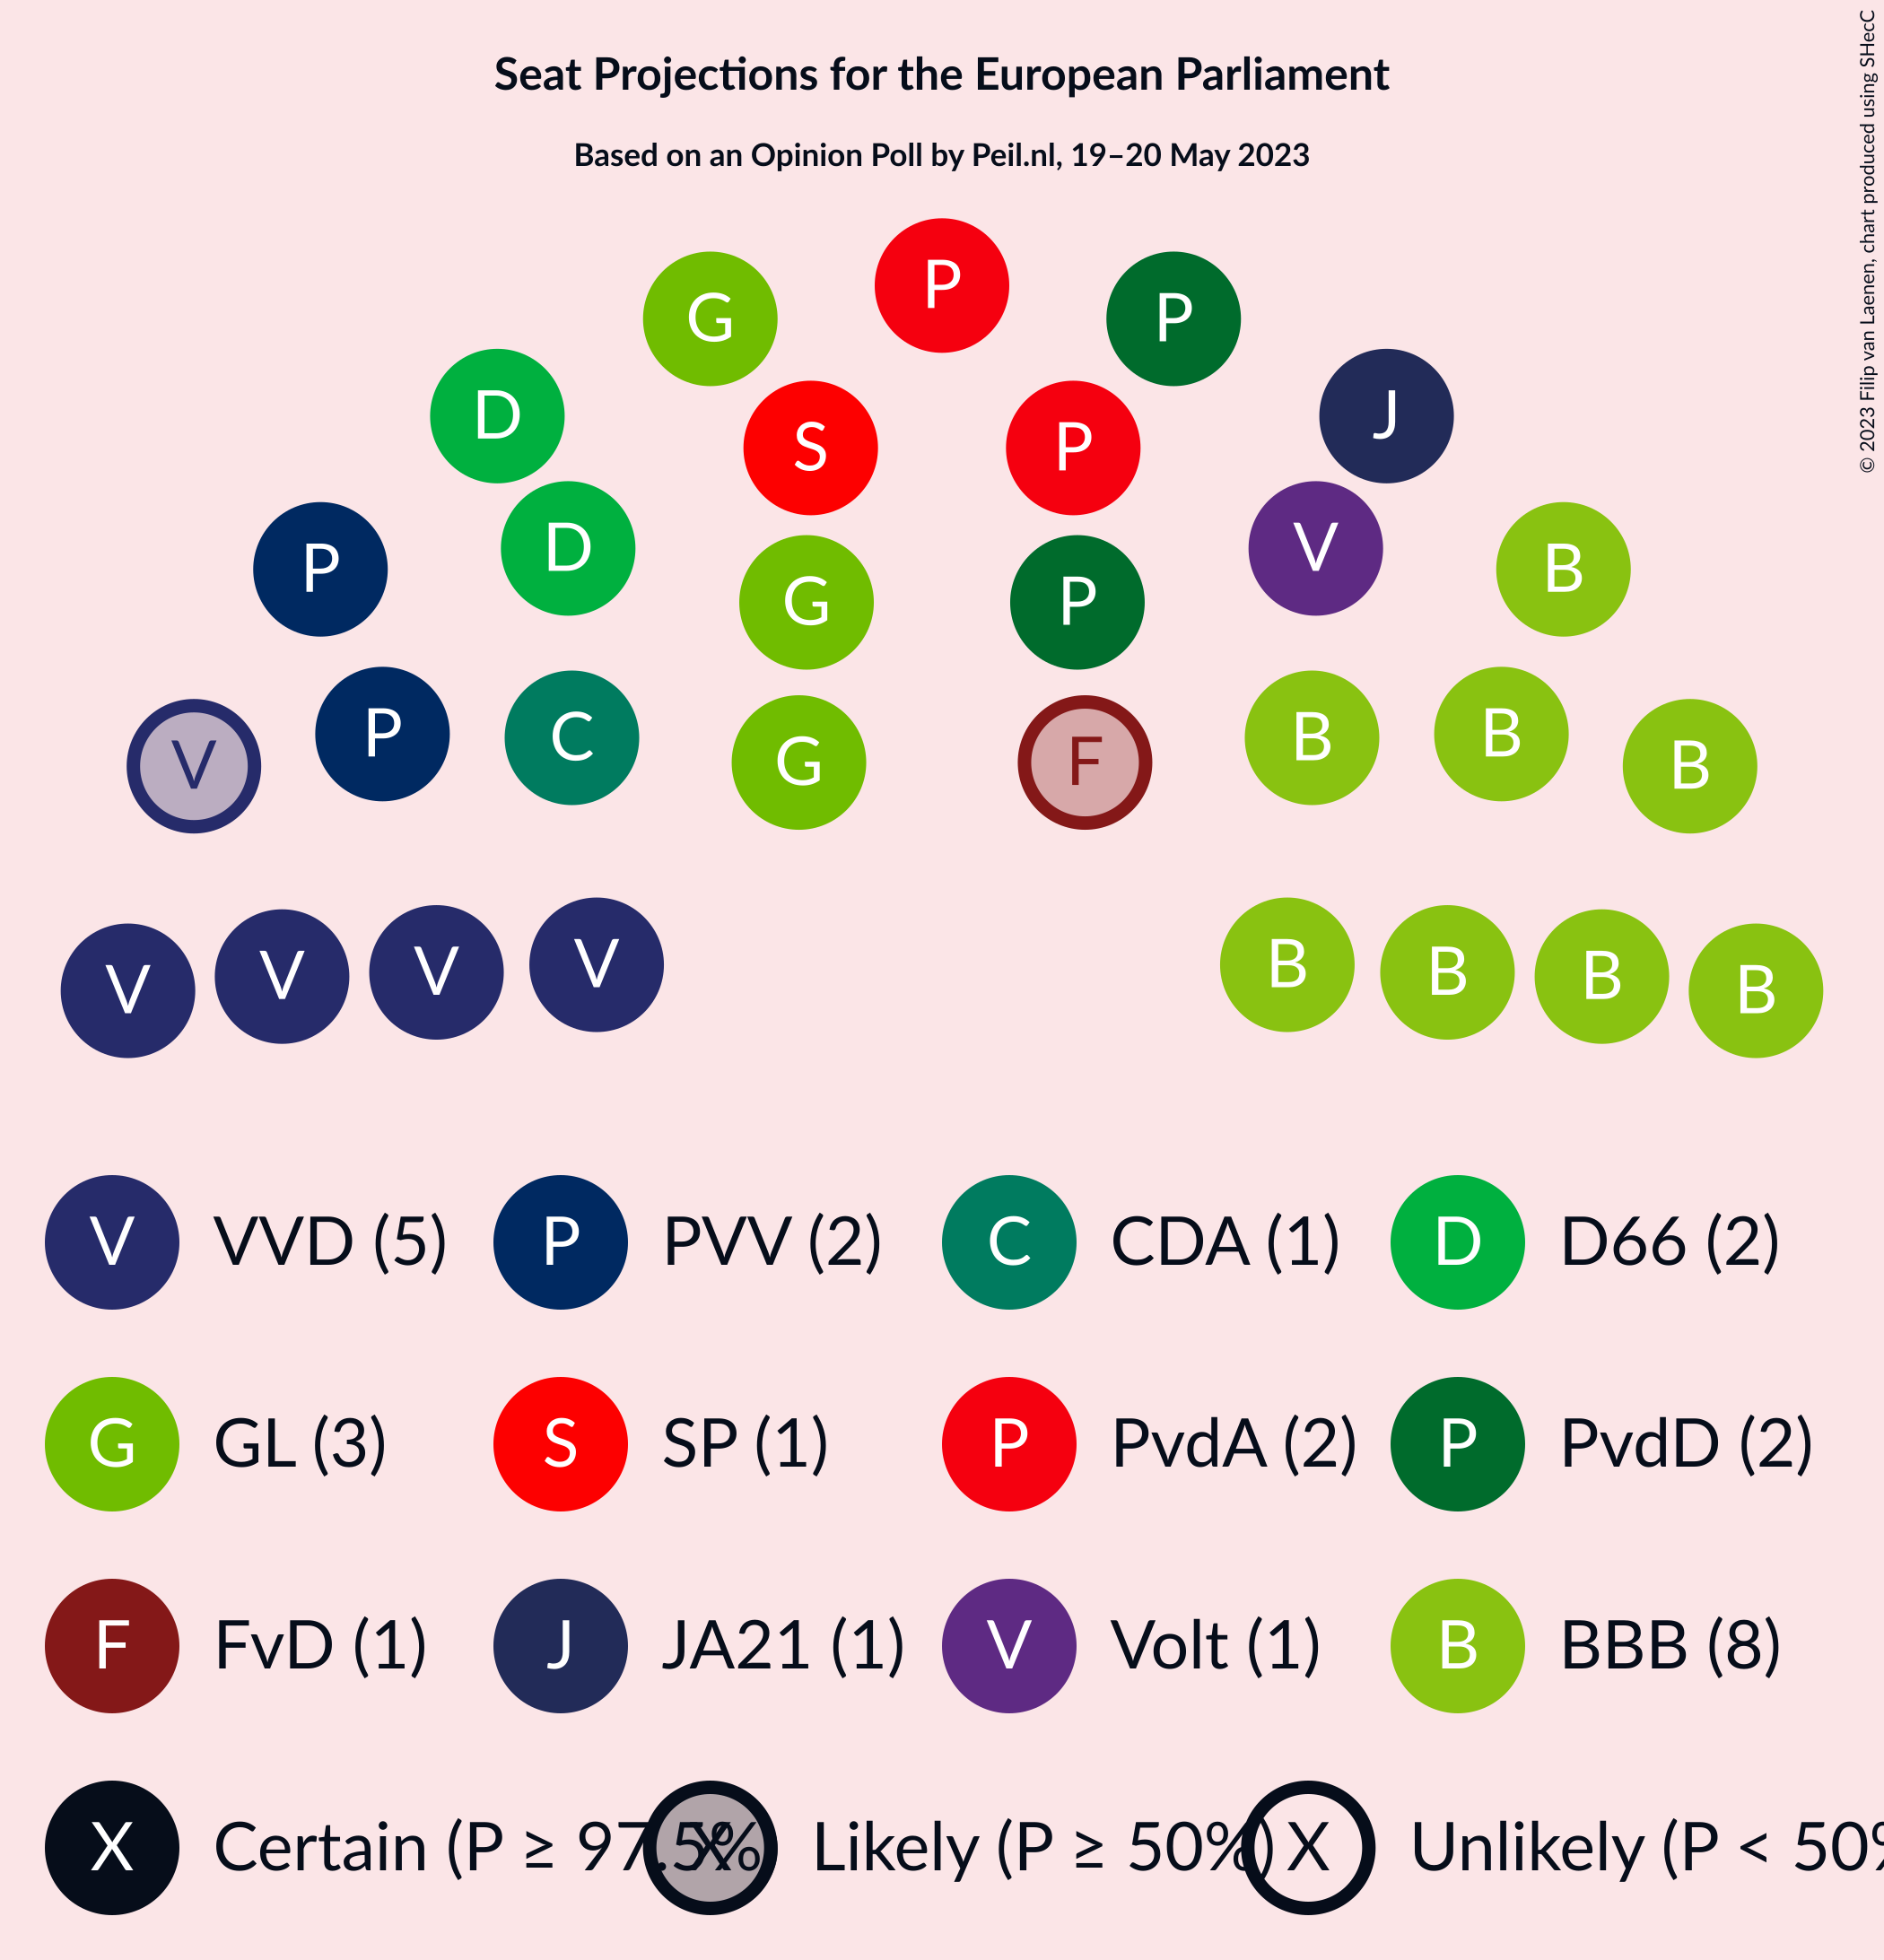 Seat Projections for the European Parliament
Based on an Opinion Poll by Peil.nl, 19–20 May 2023
© 2023 Filip van Laenen, chart produced using SHecC
P
G P
D J
S P
D V
P B
G P
P B
C B
G F
V B
V V V V B B B B
V VVD (5) P PVV (2) C CDA (1) D D66 (2)
G GL (3) S SP (1) P PvdA (2) P PvdD (2)
F FvD (1) J JA21 (1) V Volt (1) B BBB (8)
X Certain (P ≥ 97.5% X Likely (P ≥ 50%) X Unlikely (P < 50%